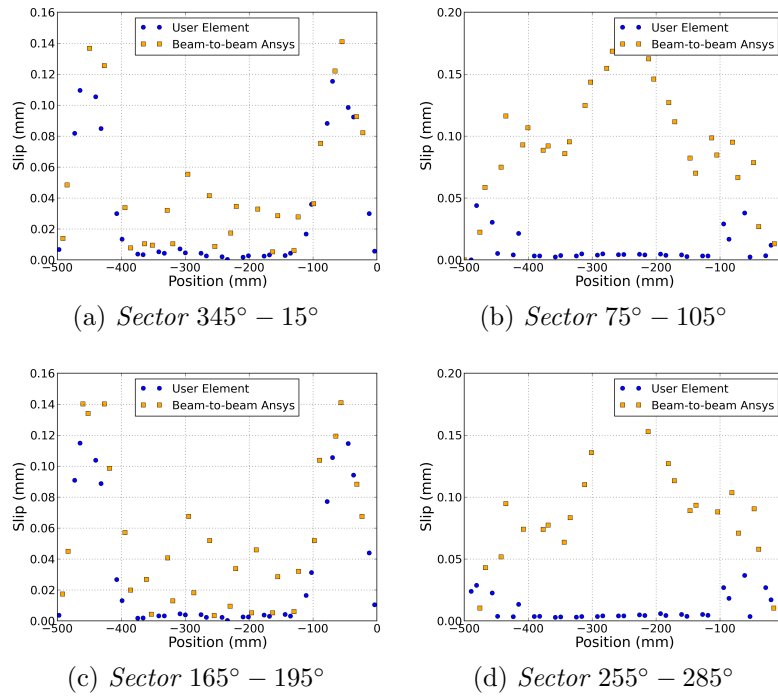 0.16
0.14
0.12
0.10
0.08
0.06
0.04
0.02
0.00
Slip (mm)
User Element
Beam-to-beam Ansys
−500 −400 −300 −200 −100 0
Position (mm)
(a) Sector 345° − 15°
0.20
0.15
0.10
0.05
0.00
Slip (mm)
User Element
Beam-to-beam Ansys
−500 −400 −300 −200 −100
Position (mm)
(b) Sector 75° − 105°
0.16
0.14
0.12
0.10
0.08
0.06
0.04
0.02
0.00
Slip (mm)
User Element
Beam-to-beam Ansys
−500 −400 −300 −200 −100 0
Position (mm)
(c) Sector 165° − 195°
0.20
0.15
0.10
0.05
0.00
Slip (mm)
User Element
Beam-to-beam Ansys
−500 −400 −300 −200 −100
Position (mm)
(d) Sector 255° − 285°